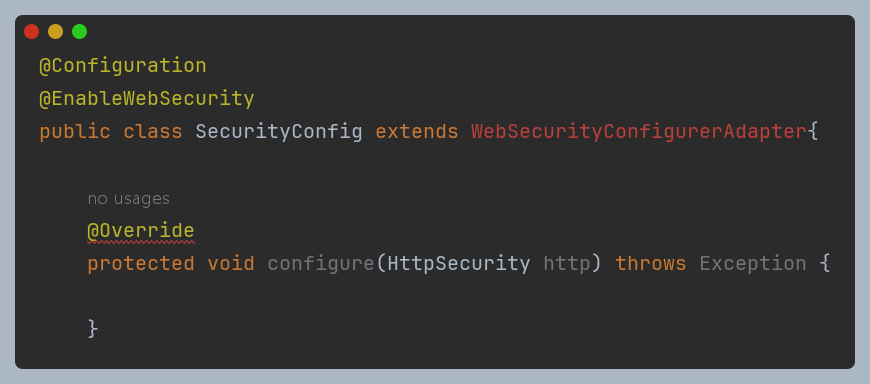 @Configuration
@EnableWebSecurity
public class SecurityConfig extends WebSecurityConfigurerAdapter{
no usages
@Override
protected void configure(HttpSecurity http) throws Exception {
}